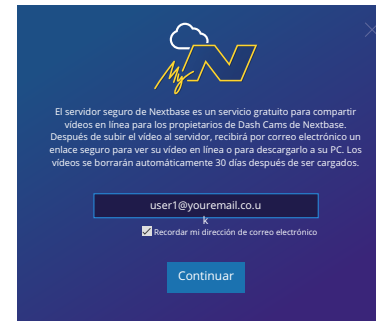 My N
El servidor seguro de Nextbase es un servicio gratuito para compartir
vídeos en línea para los propietarios de Dash Cams de Nextbase.
Después de subir el vídeo al servidor, recibirá por correo electrónico un
enlace seguro para ver su vídeo en línea o para descargarlo a su PC. Los
vídeos se borrarán automáticamente 30 días después de ser cargados.
user1@youremail.co.u
k
Recordar mi dirección de correo electrónico
Continuar